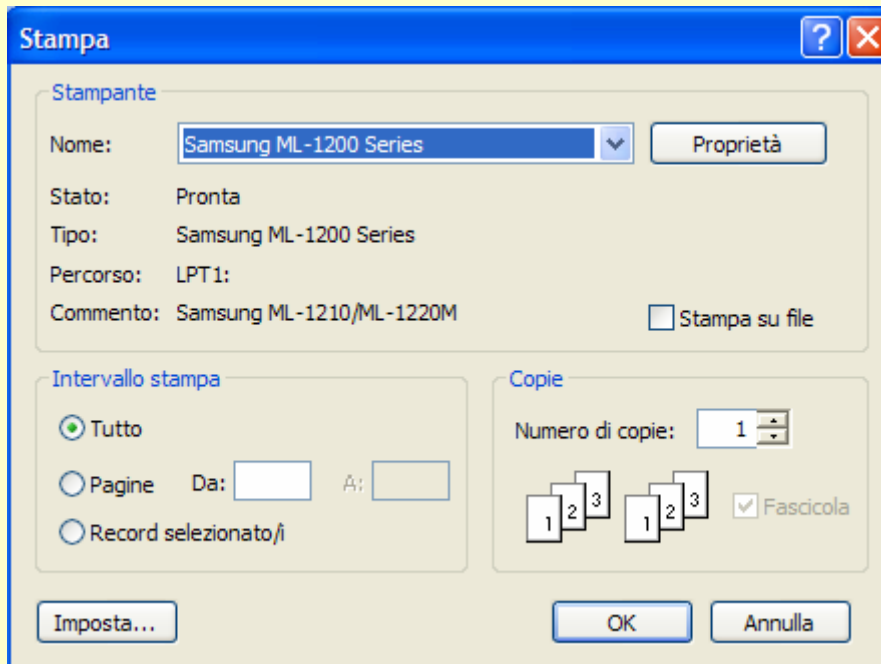 Stampa
Stampante
Nome: Samsung ML-1200 Series Proprietà
Stato: Pronta
Tipo: Samsung ML-1200 Series
Percorso: LPT1:
Commento: Samsung ML-1210/ML-1220M Stampa su file
Intervallo stampa
Tutto
Pagine Da: A:
Record selezionato/i
Copie
Numero di copie: 1
1 2 3 1 2 3 Fascicola
Imposta... OK Annulla